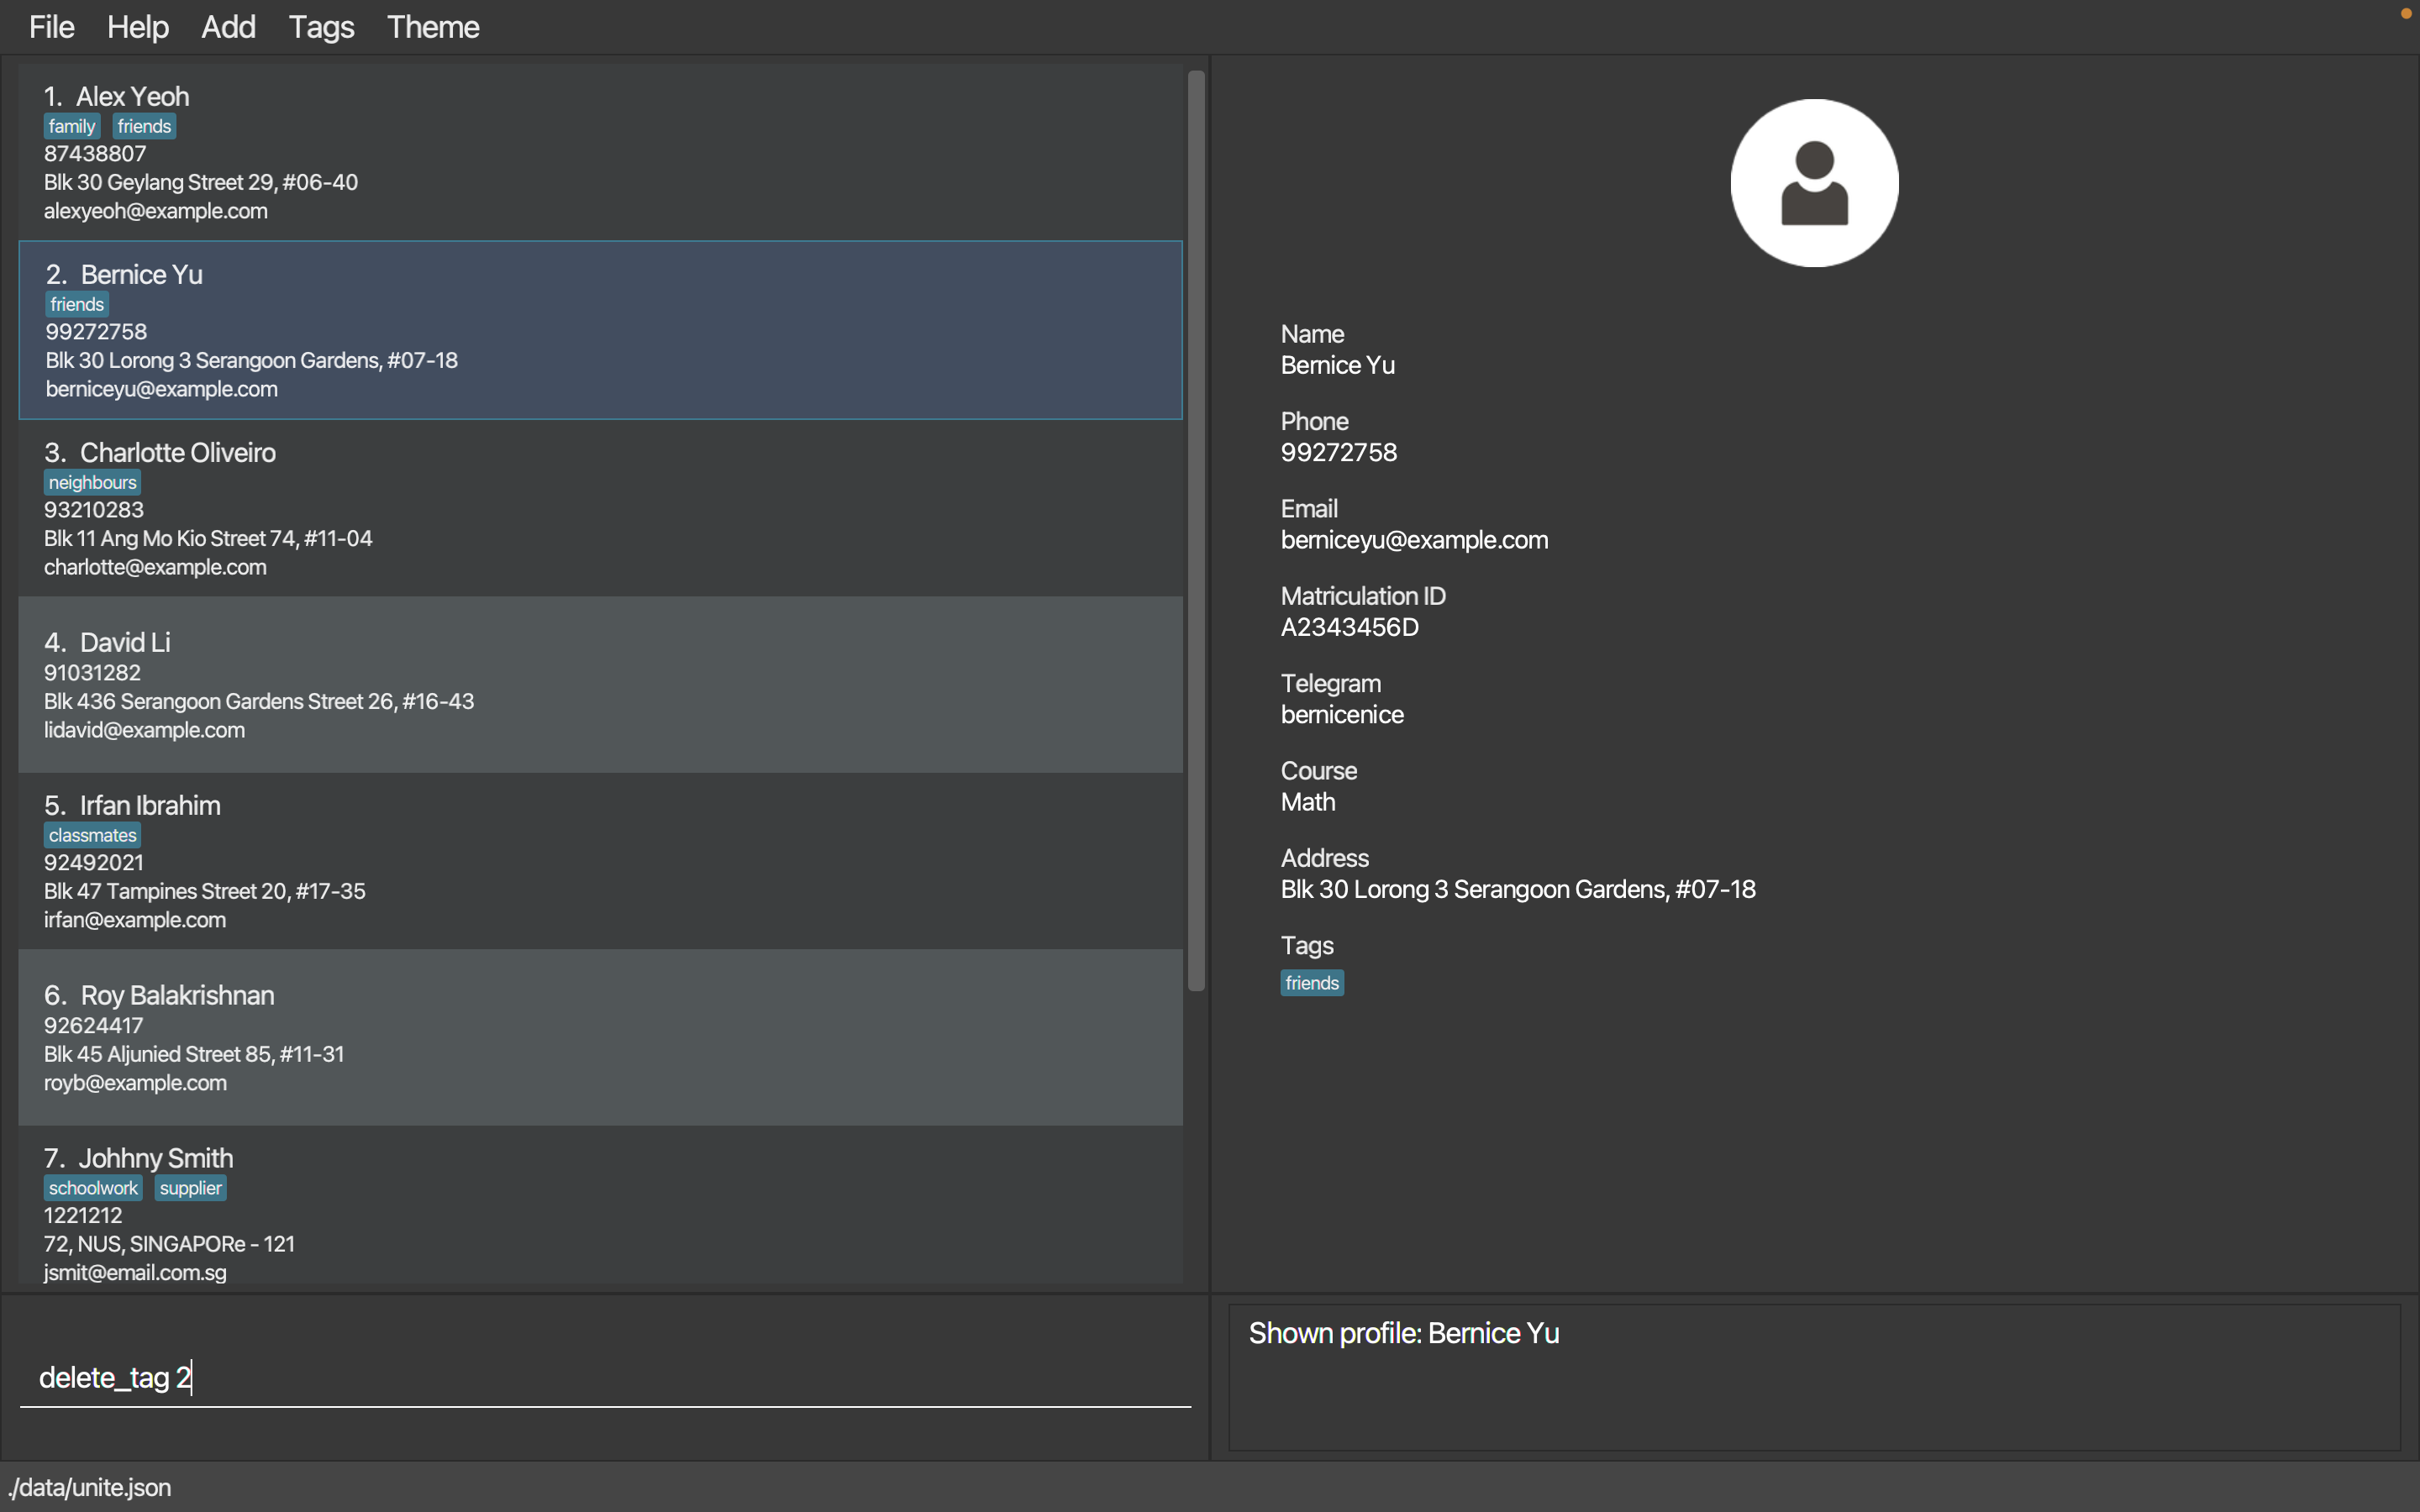 File Help Add Tags Theme
1. Alex Yeoh
family friends
87438807
Blk 30 Geylang Street 29, #06-40
alexyeoh@example.com
2. Bernice Yu
friends
99272758
Blk 30 Lorong 3 Serangoon Gardens, #07-18
berniceyu@example.com
3. Charlotte Oliveiro
neighbours
93210283
Blk 11 Ang Mo Kio Street 74, #11-04
charlotte@example.com
4. David Li
91031282
Blk 436 Serangoon Gardens Street 26, #16-43
lidavid@example.com
5. Irfan Ibrahim
classmates
92492021
Blk 47 Tampines Street 20, #17-35
irfan@example.com
6. Roy Balakrishnan
92624417
Blk 45 Aljunied Street 85, #11-31
royb@example.com
7. Johhny Smith
schoolwork supplier
1221212
72, NUS, SINGAPORe - 121
jsmit@email.com.sg
Name
Bernice Yu
Phone
99272758
Email
berniceyu@example.com
Matriculation ID
A2343456D
Telegram
bernicenice
Course
Math
Address
Blk 30 Lorong 3 Serangoon Gardens, #07-18
Tags
friends
delete_tag 2
Shown profile: Bernice Yu
./data/unite.json